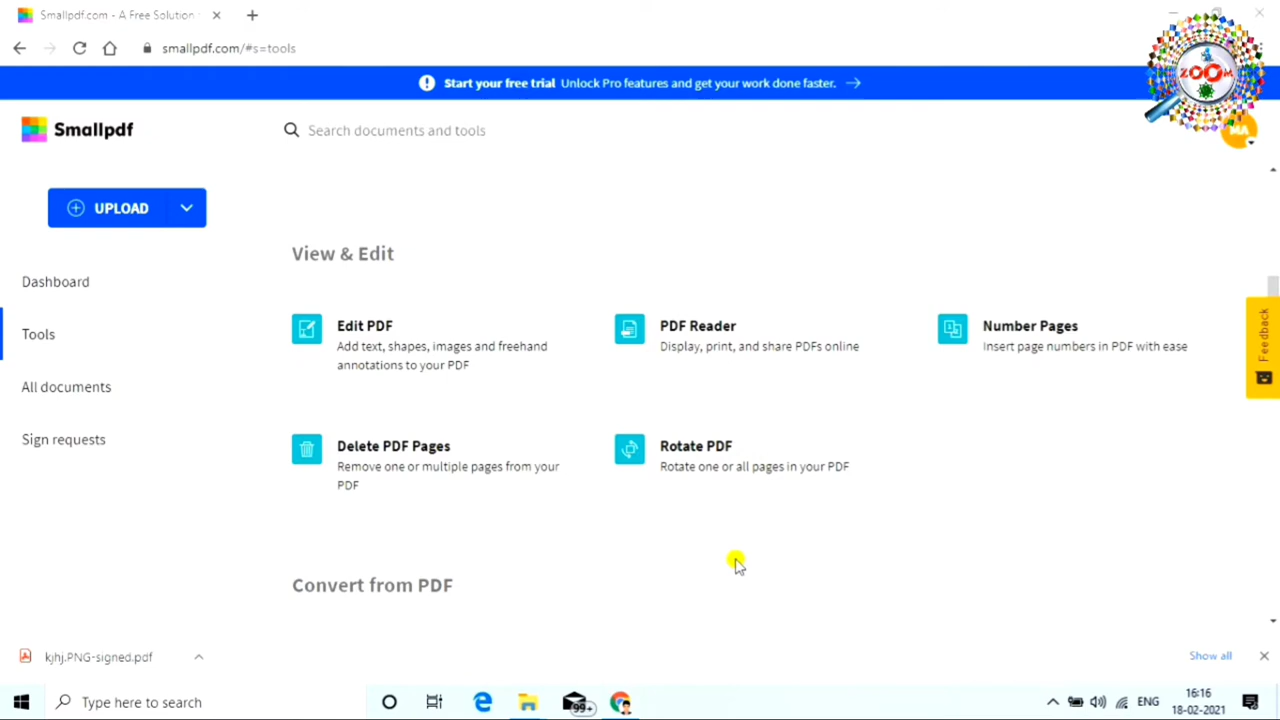 Smallpdf.com - A Free Solution
smallpdf.com/#s=tools
Start your free trial Unlock Pro features and get your work done faster.
ZOOM
Smallpdf
Search documents and tools
MA
UPLOAD
View & Edit
Dashboard
Tools
All documents
Sign requests
Edit PDF
Add text, shapes, images and freehand
annotations to your PDF
PDF Reader
Display, print, and share PDFs online
Number Pages
Insert page numbers in PDF with ease
Feedback
Delete PDF Pages
Remove one or multiple pages from your
PDF
Rotate PDF
Rotate one or all pages in your PDF
Convert from PDF
kjhj.PNG-signed.pdf
Show all
Type here to search
99+
ENG
16:16
18-02-2021